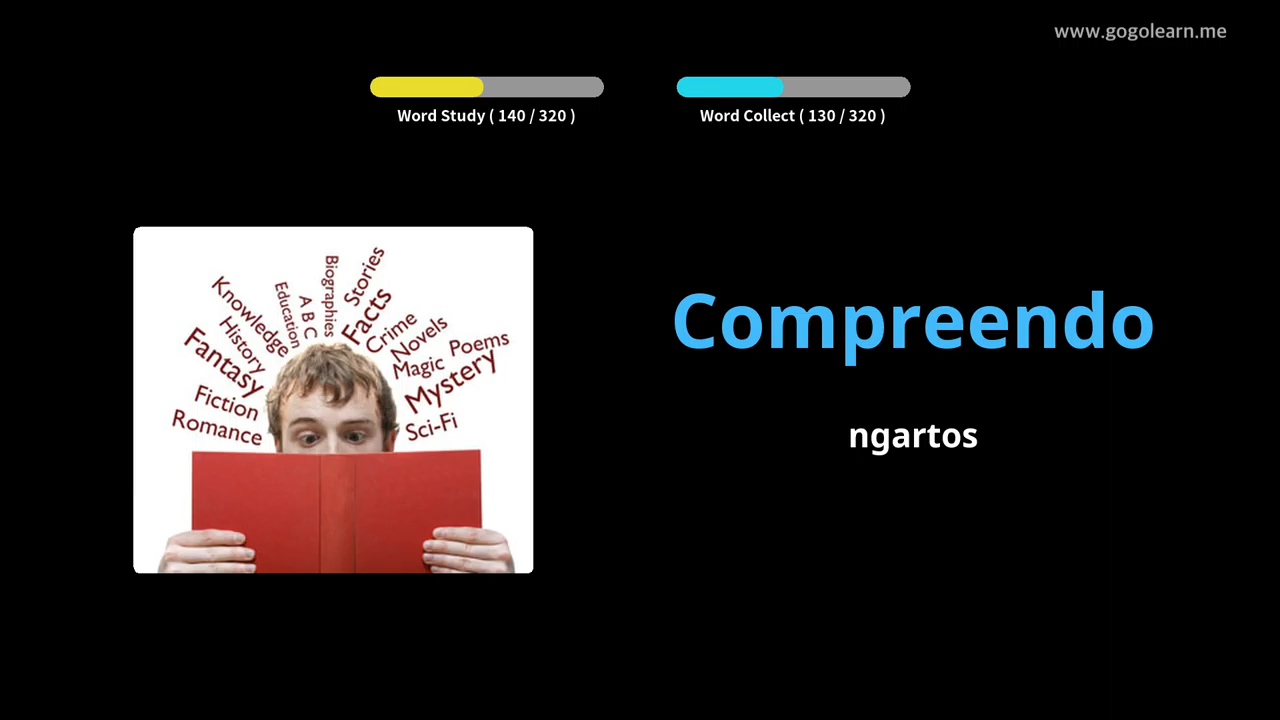 www.gogolearn.me
Word Study ( 140 / 320 )
Word Collect ( 130 / 320 )
Compreendo
ngartos
Biographies
Stories
Education
A B C
Facts
Knowledge
Crime
History
Novels
Fantasy
Magic
Poems
Mystery
Fiction
Romance
Sci-Fi